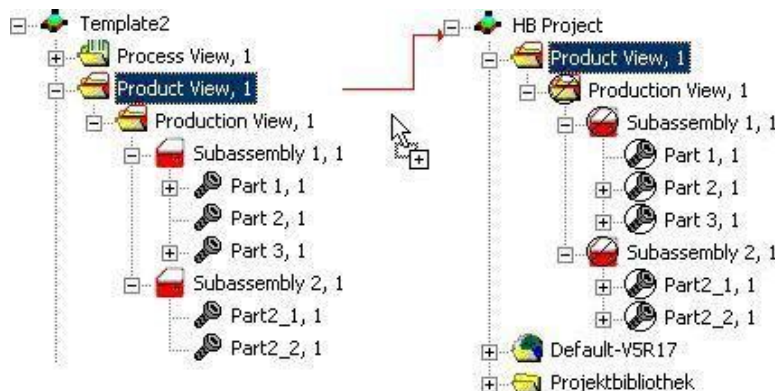 Template2
Process View, 1
Product View, 1
Production View, 1
Subassembly 1, 1
Part 1, 1
Part 2, 1
Part 3, 1
Subassembly 2, 1
Part2_1, 1
Part2_2, 1
HB Project
Product View, 1
Production View, 1
Subassembly 1, 1
Part 1, 1
Part 2, 1
Part 3, 1
Subassembly 2, 1
Part2_1, 1
Part2_2, 1
Default-V5R17
Projektbibliothek